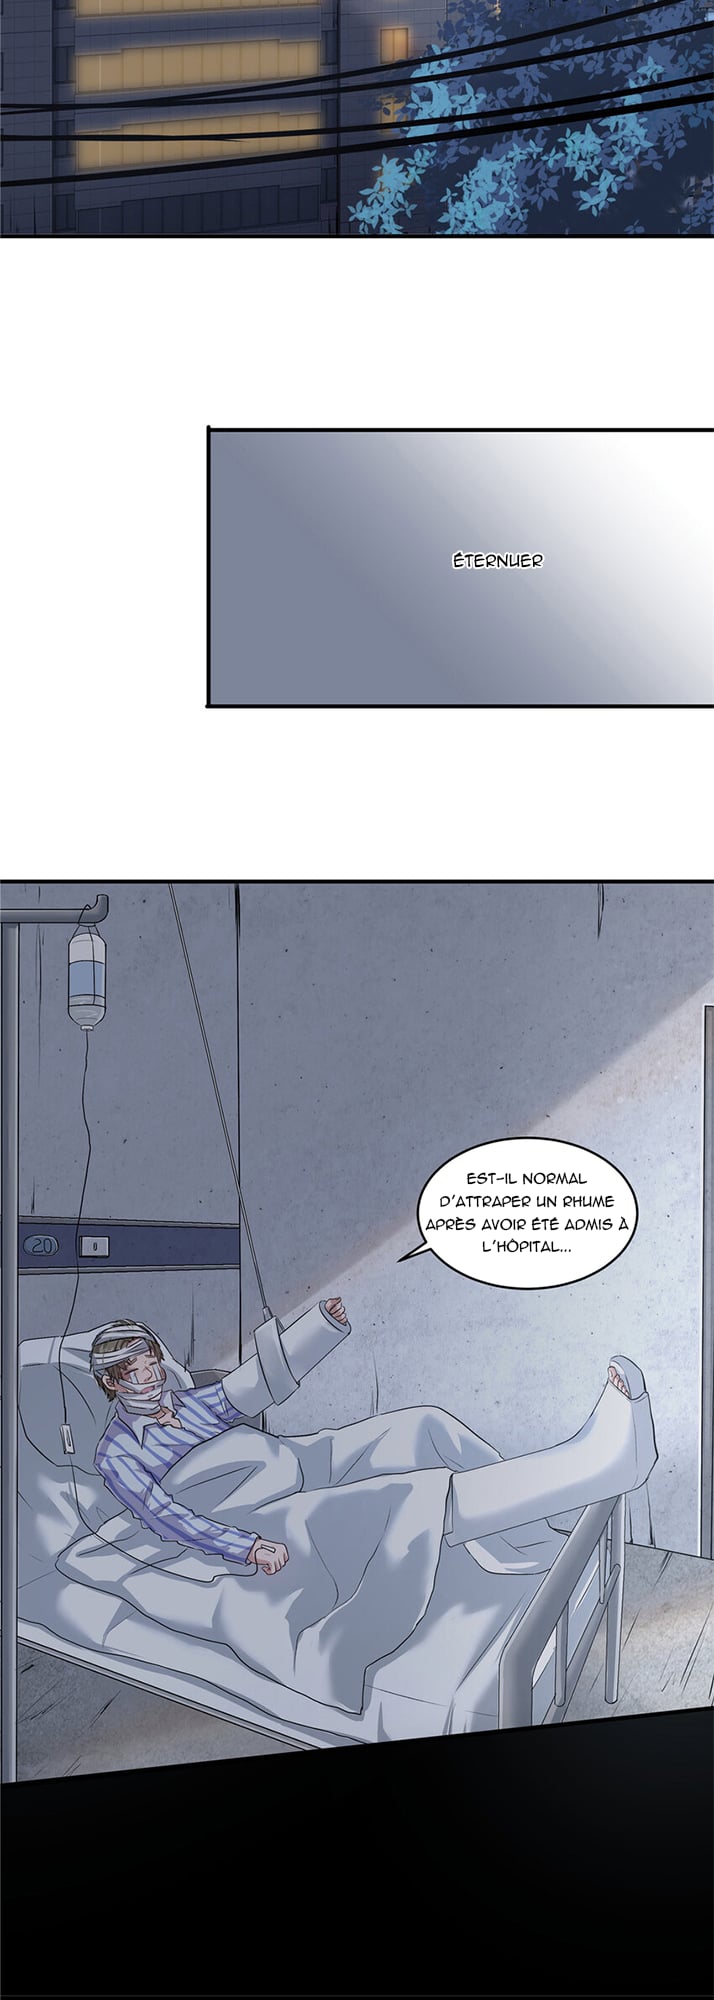 ÉTERNUER
EST-IL NORMAL
D'ATTRAPER UN RHUME
APRÈS AVOIR ÉTÉ ADMIS À
L'HÔPITAL...
20